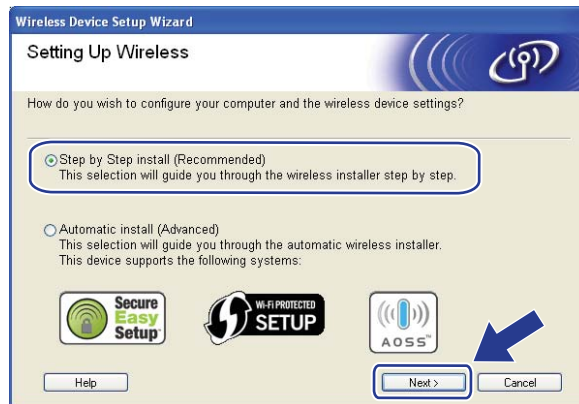 Wireless Device Setup Wizard
Setting Up Wireless
How do you wish to configure your computer and the wireless device settings?
Step by Step install (Recommended)
This selection will guide you through the wireless installer step by step.
Automatic install (Advanced)
This selection will guide you through the automatic wireless installer.
This device supports the following systems:
Secure
Easy
Setup
WI-FI PROTECTED
SETUP
AOSS™
Help
Next >
Cancel